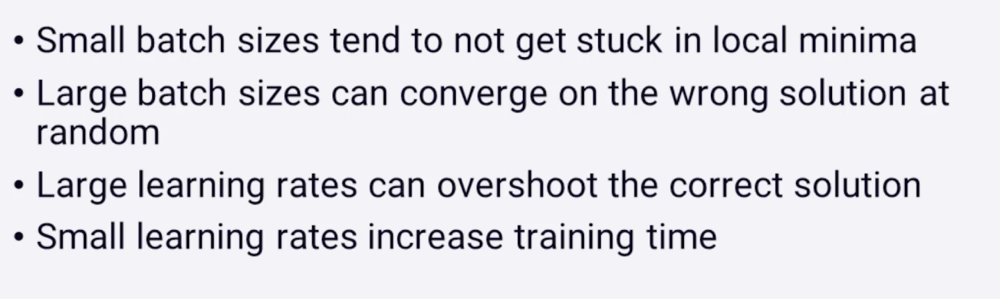 • Small batch sizes tend to not get stuck in local minima
• Large batch sizes can converge on the wrong solution at
random
• Large learning rates can overshoot the correct solution
• Small learning rates increase training time